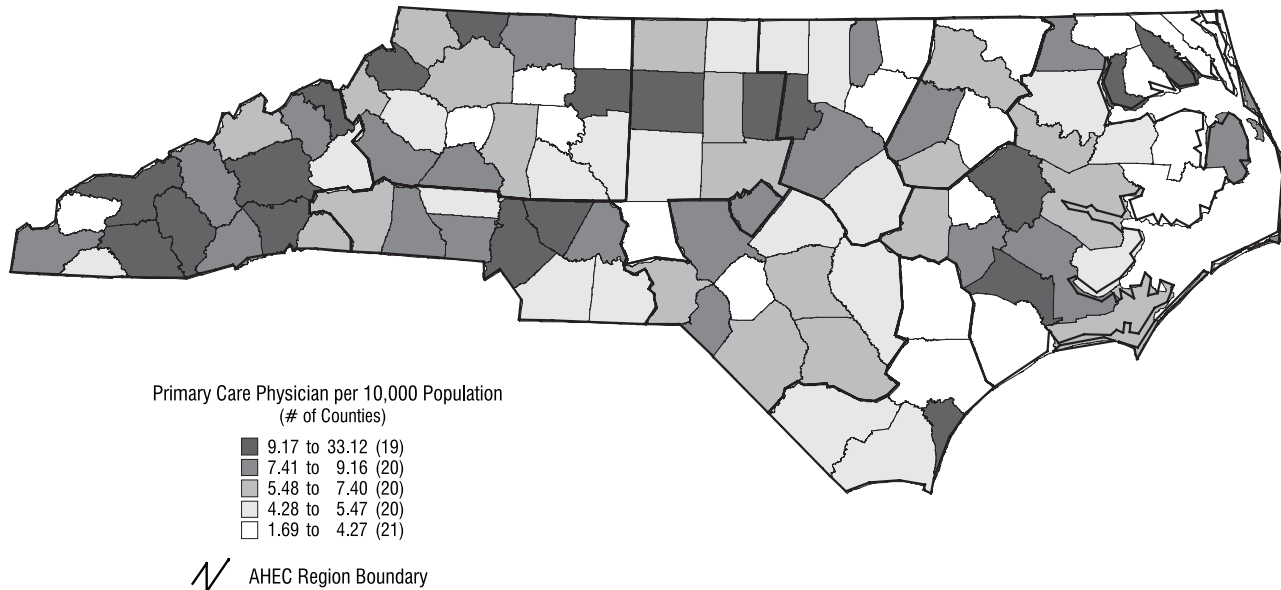 Primary Care Physician per 10,000 Population
(# of Counties)
9.17 to 33.12 (19)
7.41 to 9.16 (20)
5.48 to 7.40 (20)
4.28 to 5.47 (20)
1.69 to 4.27 (21)
AHEC Region Boundary